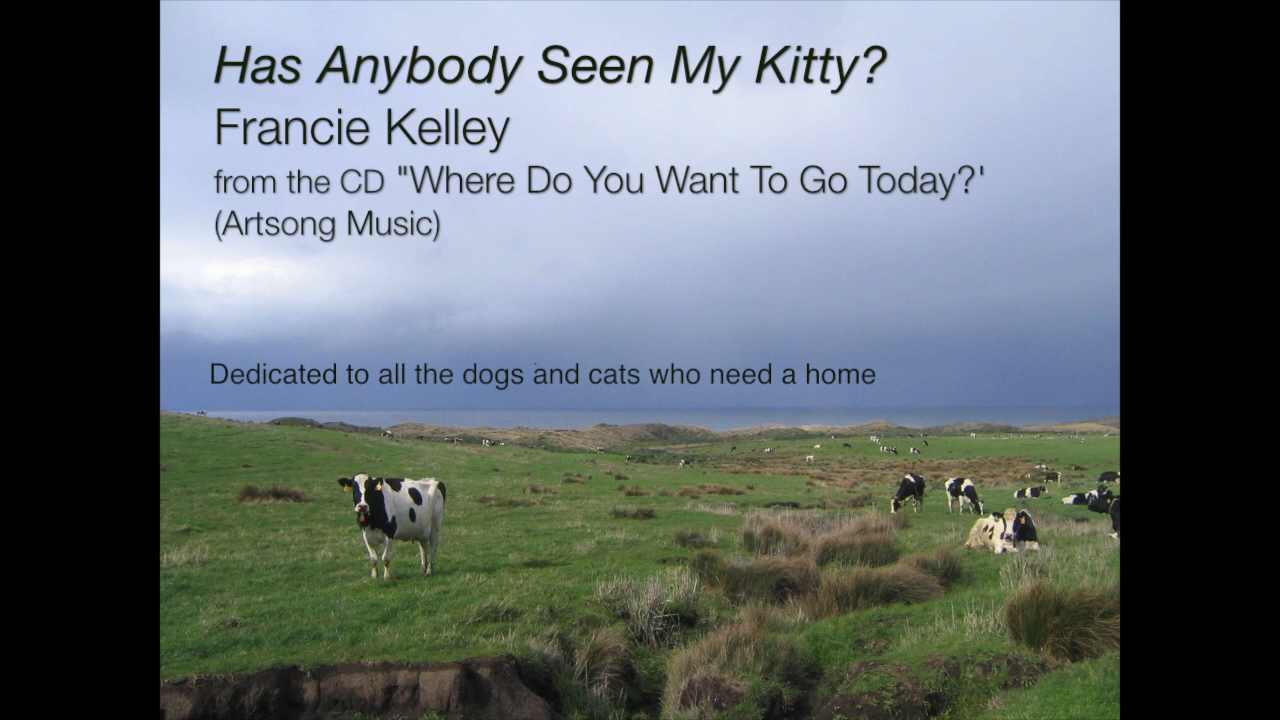 Has Anybody Seen My Kitty?
Francie Kelley
from the CD "Where Do You Want To Go Today?'
(Artsong Music)
Dedicated to all the dogs and cats who need a home